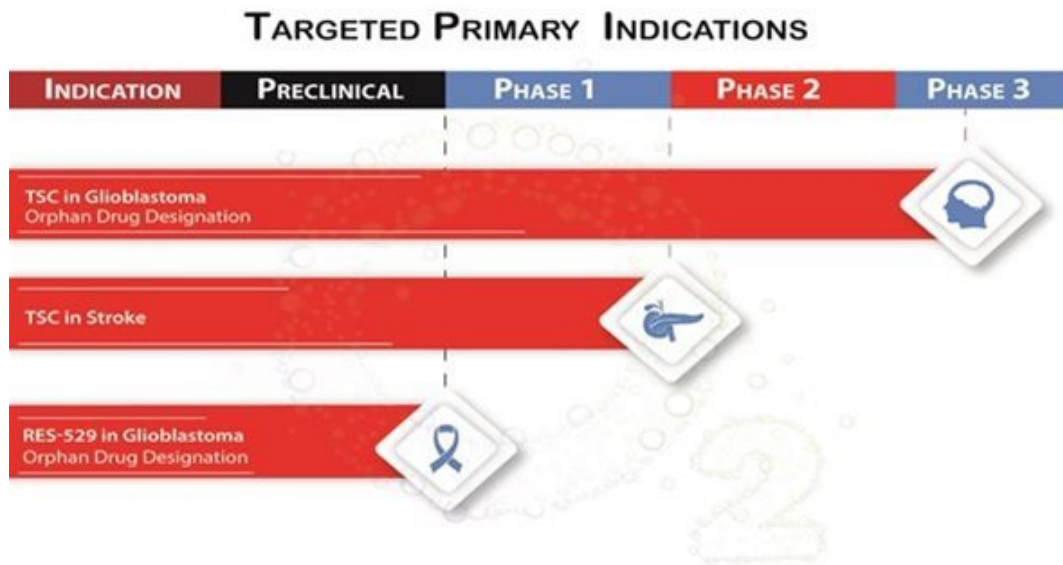 TARGETED PRIMARY INDICATIONS
INDICATION PRECLINICAL PHASE 1 PHASE 2 PHASE 3
TSC in Glioblastoma
Orphan Drug Designation
TSC in Stroke
RES-529 in Glioblastoma
Orphan Drug Designation
2